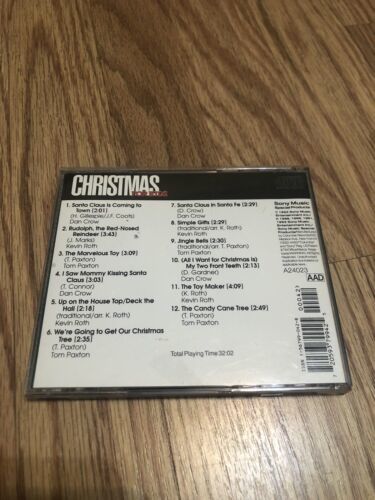 CHRISTMAS
1. Santa Claus is Coming to
Town (2:01)
(H. Gillespie/J.F. Coots)
Dan Crow
2. Rudolph, the Red-Nosed
Reindeer (3:43)
(J. Marks)
Kevin Roth
3. The Marvelous Toy (3:09)
(T. Paxton)
Tom Paxton
4. I Saw Mommy Kissing Santa
Claus (3:03)
(T. Connor)
Dan Crow
5. Up on the House Top/Deck the
Hall (2:18)
(traditional/arr. K. Roth)
Kevin Roth
6. We're Going to Get Our Christmas
Tree (2:35)
(T. Paxton)
Tom Paxton
7. Santa Claus in Santa Fe (2:29)
(D. Crow)
Dan Crow
8. Simple Gifts (2:29)
(traditional/arr. K. Roth)
Kevin Roth
9. Jingle Bells (2:30)
(traditional/arr. T. Paxton)
Tom Paxton
10. (All I Want for Christmas Is)
My Two Front Teeth (2:13)
(D. Gardner)
Dan Crow
11. The Toy Maker (4:09)
(K. Roth)
Kevin Roth
12. The Candy Cane Tree (2:49)
(T. Paxton)
Tom Paxton
Total Playing Time 32:02
Sony Music
Special Products
A24023
AAD